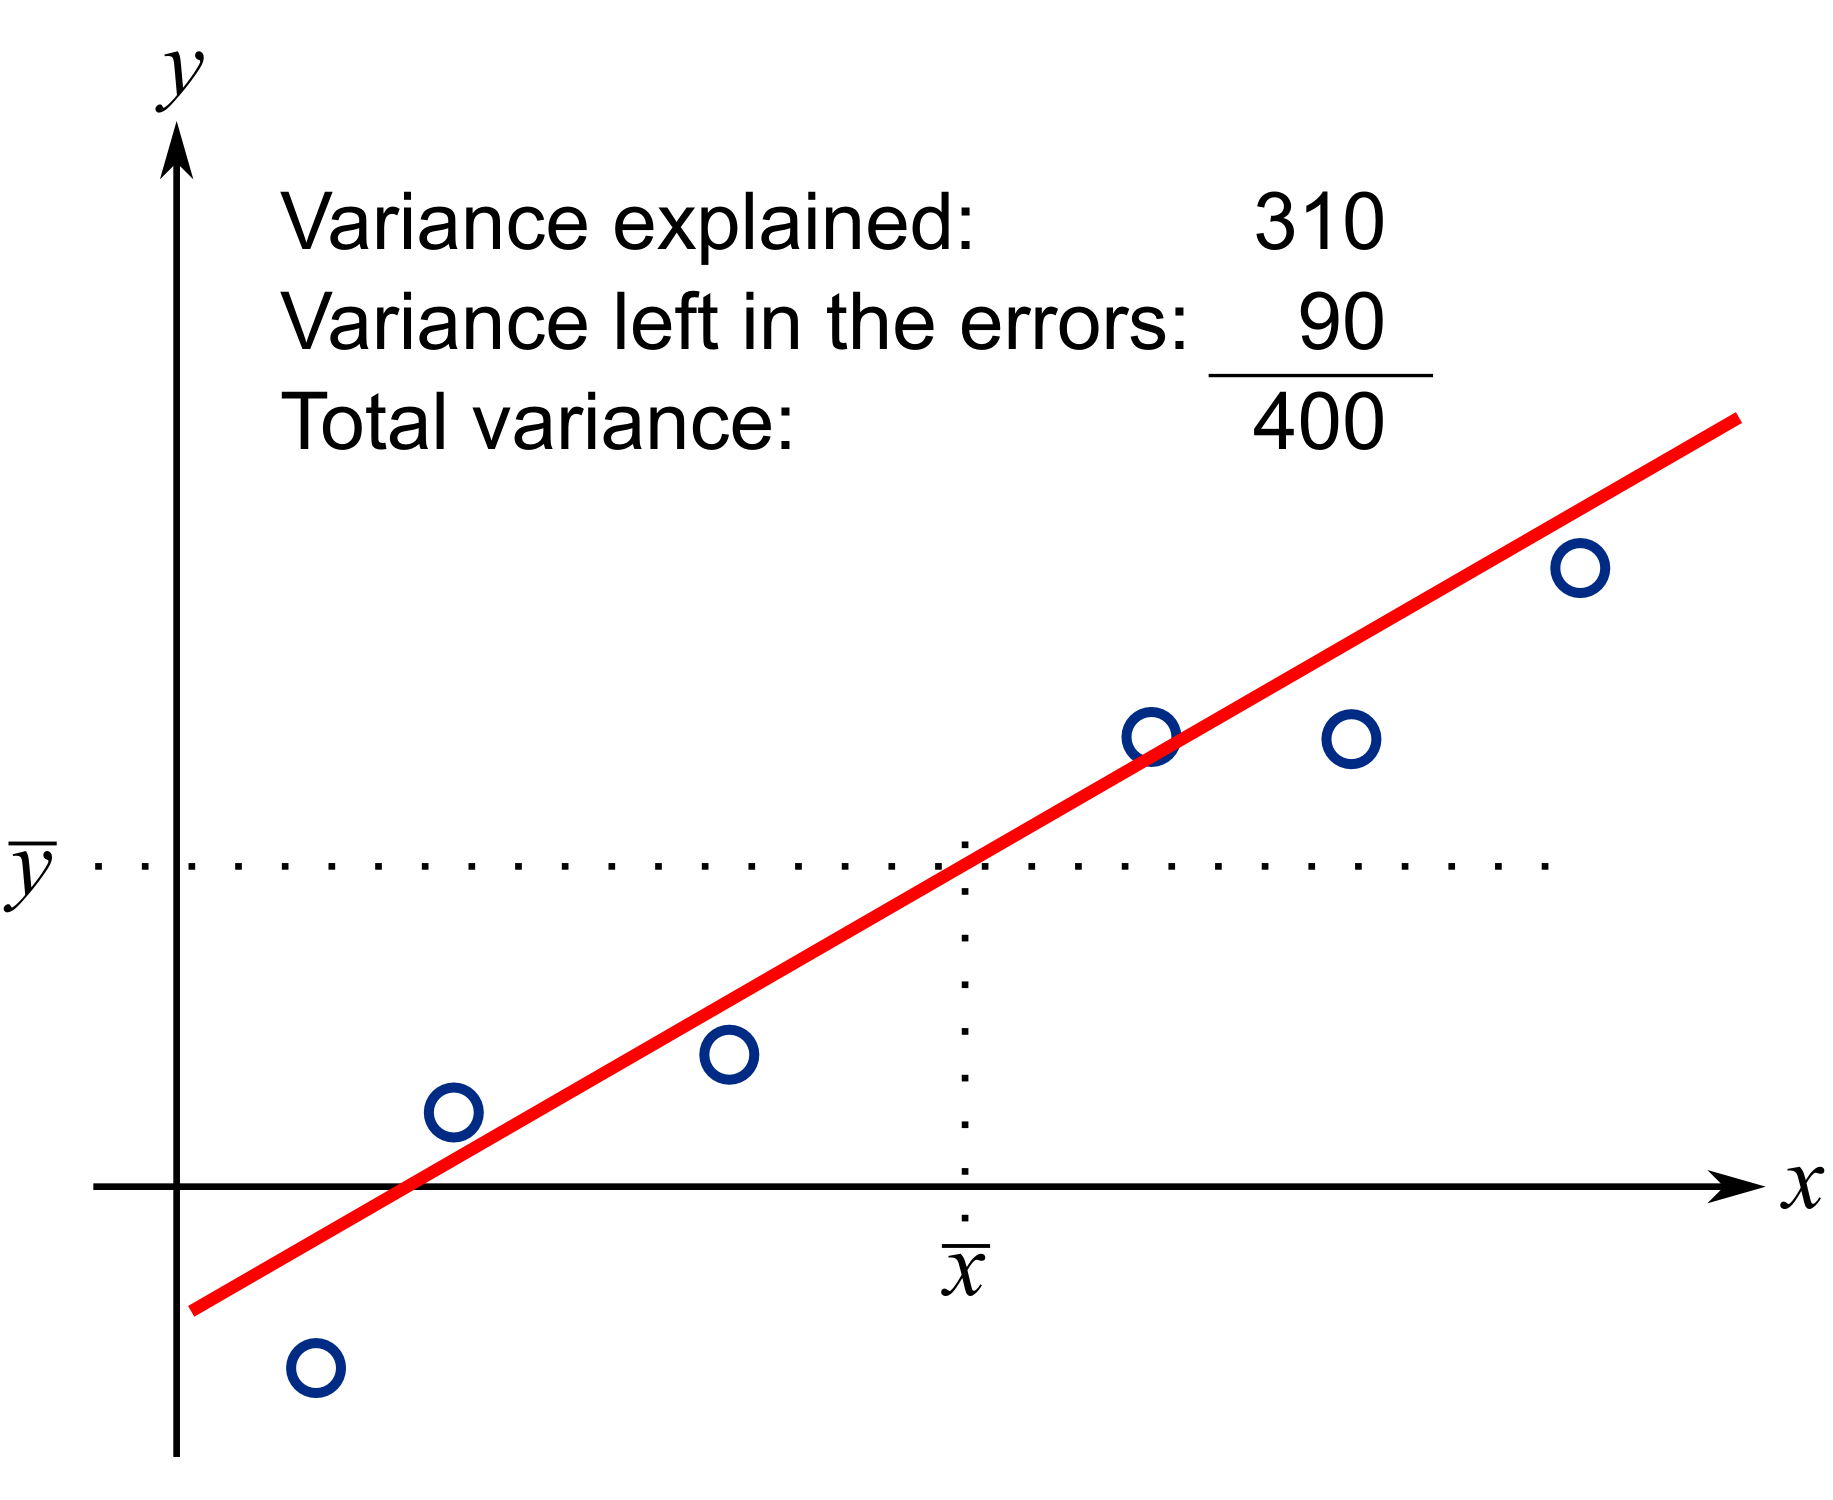 y
Variance explained: 310
Variance left in the errors: 90
Total variance: 400
y̅
x
x̅